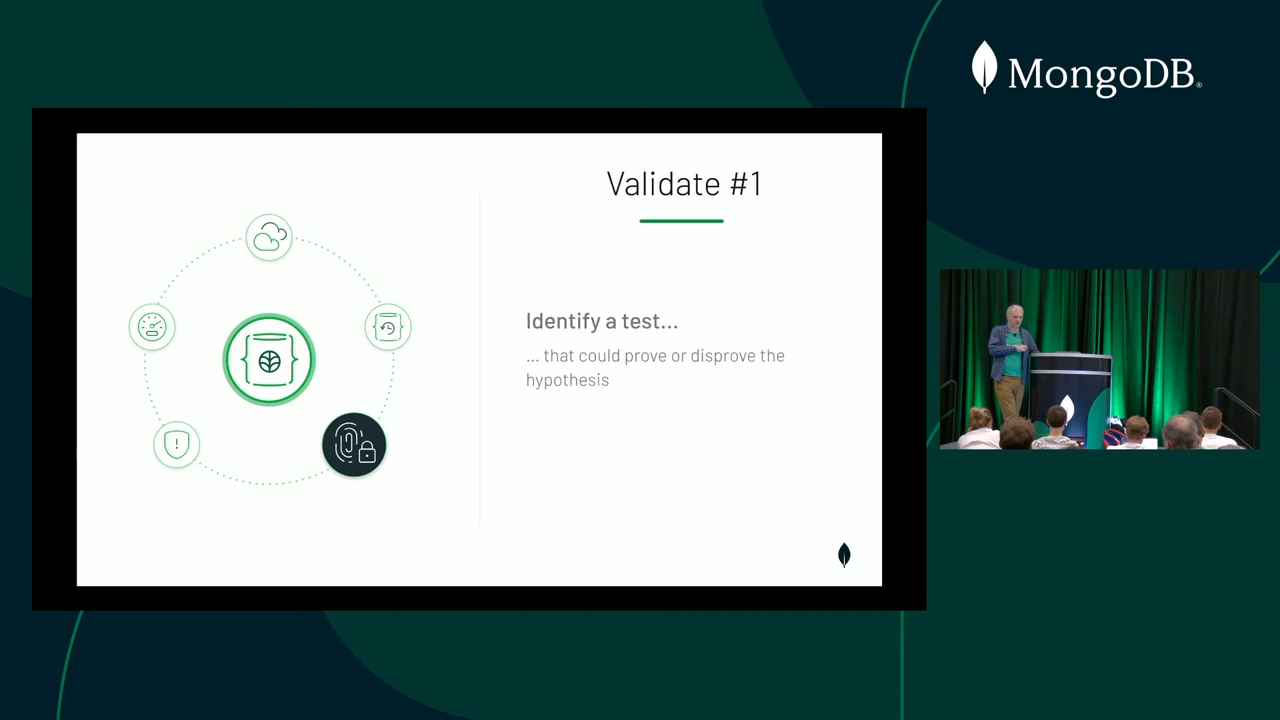 MongoDB®
Validate #1
Identify a test...
... that could prove or disprove the
hypothesis